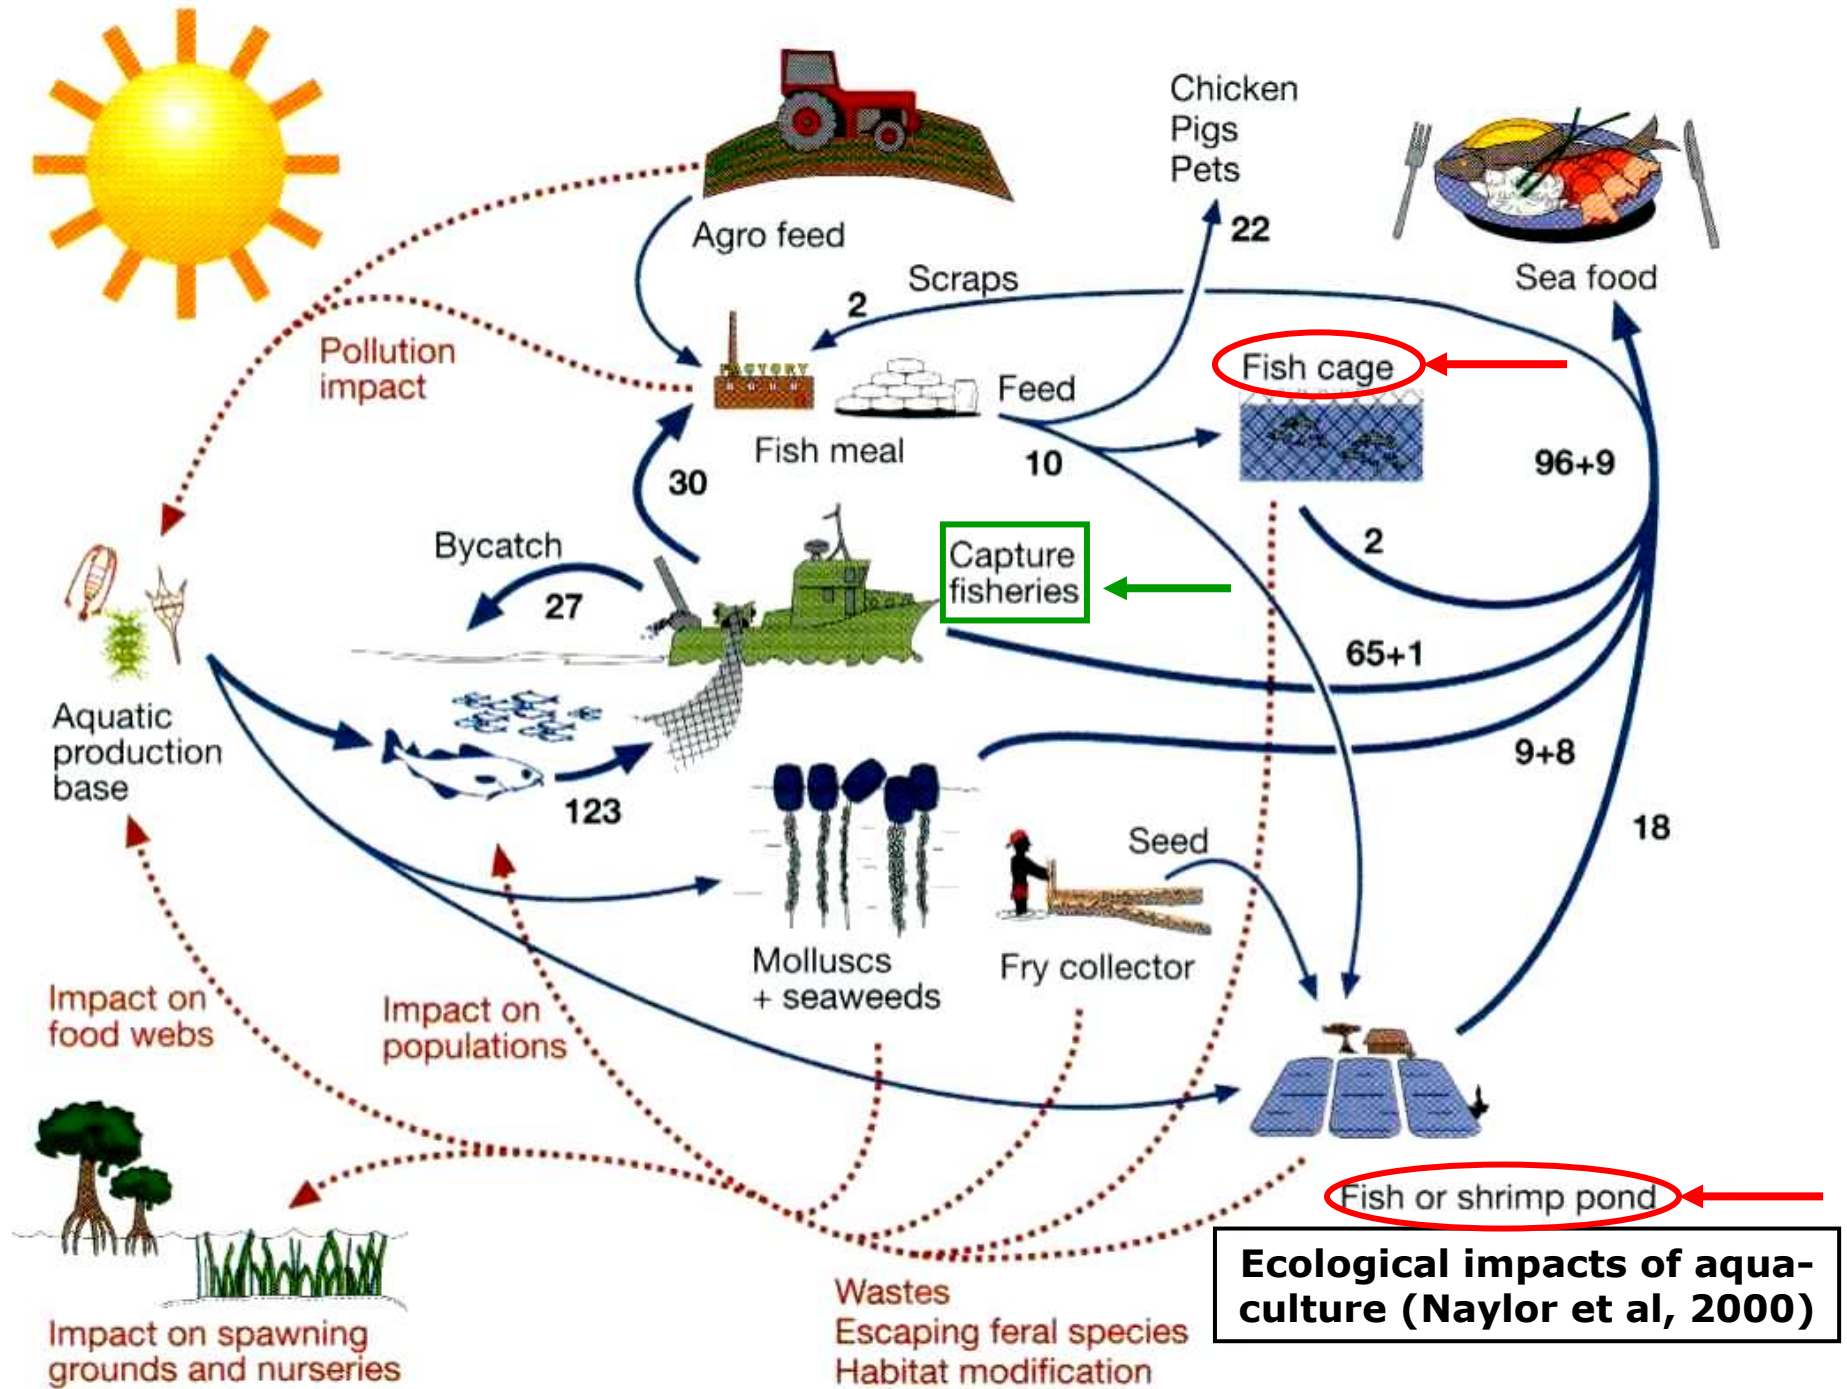 Chicken
Pigs
Pets
22
Agro feed
Sea food
Scraps
2
Pollution
impact
FACTORY
Feed
Fish cage
Fish meal
10
96+9
30
Bycatch
27
Capture
fisheries
2
65+1
Aquatic
production
base
123
9+8
Seed
18
Molluscs
+ seaweeds
Fry collector
Impact on
food webs
Impact on
populations
Fish or shrimp pond
Ecological impacts of aqua-
culture (Naylor et al, 2000)
Wastes
Escaping feral species
Habitat modification
Impact on spawning
grounds and nurseries